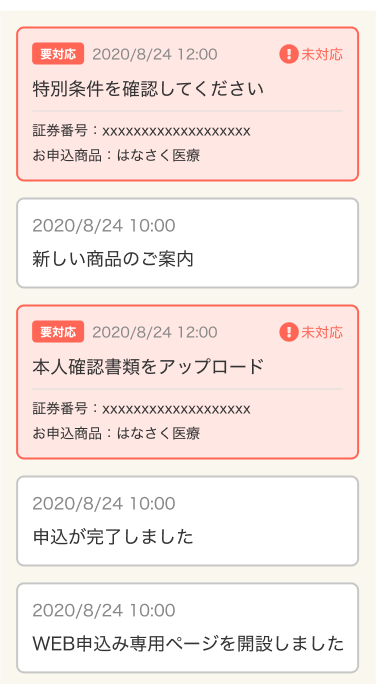 要対応 2020/8/24 12:00 未対応
特別条件を確認してください
証券番号：xxxxxxxxxxxxxxxxxxx
お申込商品：はなさく医療
2020/8/24 10:00
新しい商品のご案内
要対応 2020/8/24 12:00 未対応
本人確認書類をアップロード
証券番号：xxxxxxxxxxxxxxxxxxx
お申込商品：はなさく医療
2020/8/24 10:00
申込が完了しました
2020/8/24 10:00
WEB申込み専用ページを開設しました